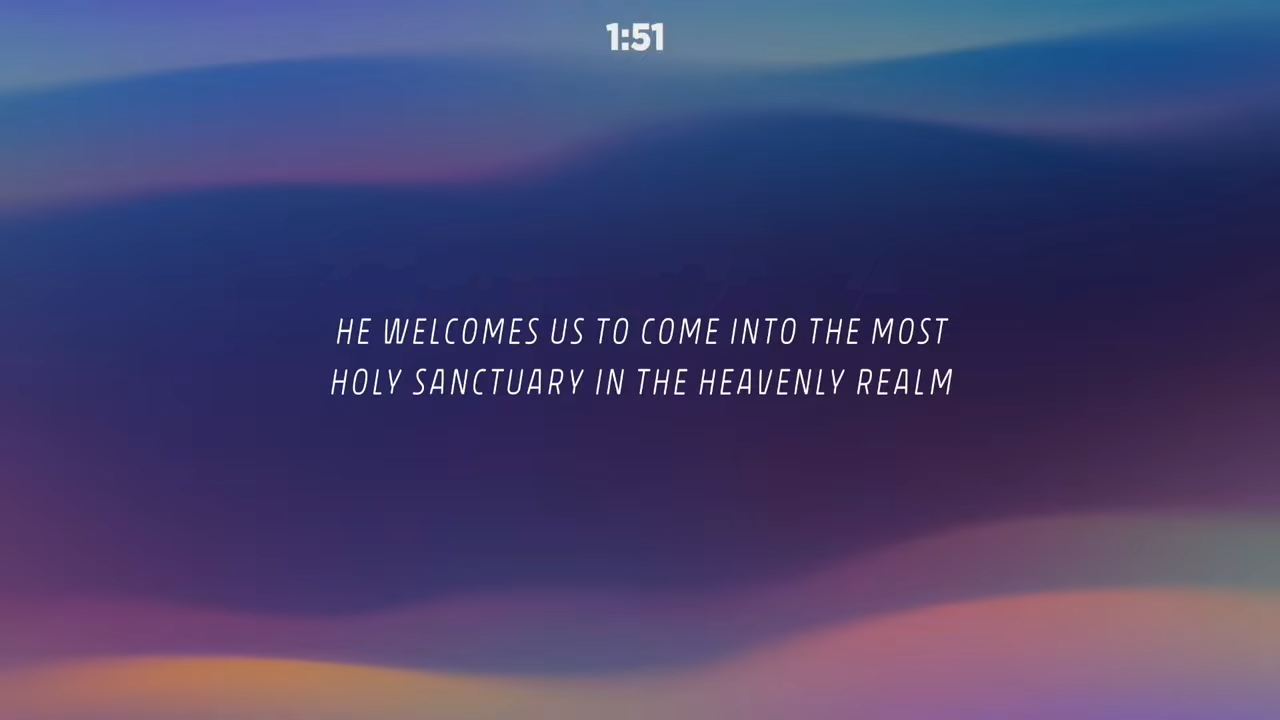 1:51
HE WELCOMES US TO COME INTO THE MOST
HOLY SANCTUARY IN THE HEAVENLY REALM